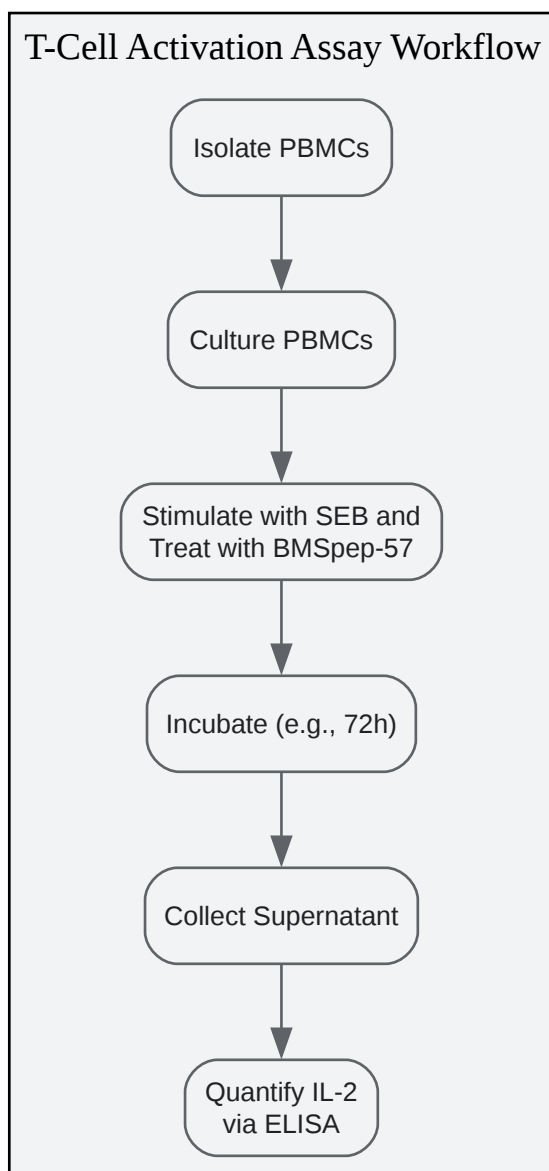 T-Cell Activation Assay Workflow
Isolate PBMCs
Culture PBMCs
Stimulate with SEB and
Treat with BMSpep-57
Incubate (e.g., 72h)
Collect Supernatant
Quantify IL-2
via ELISA